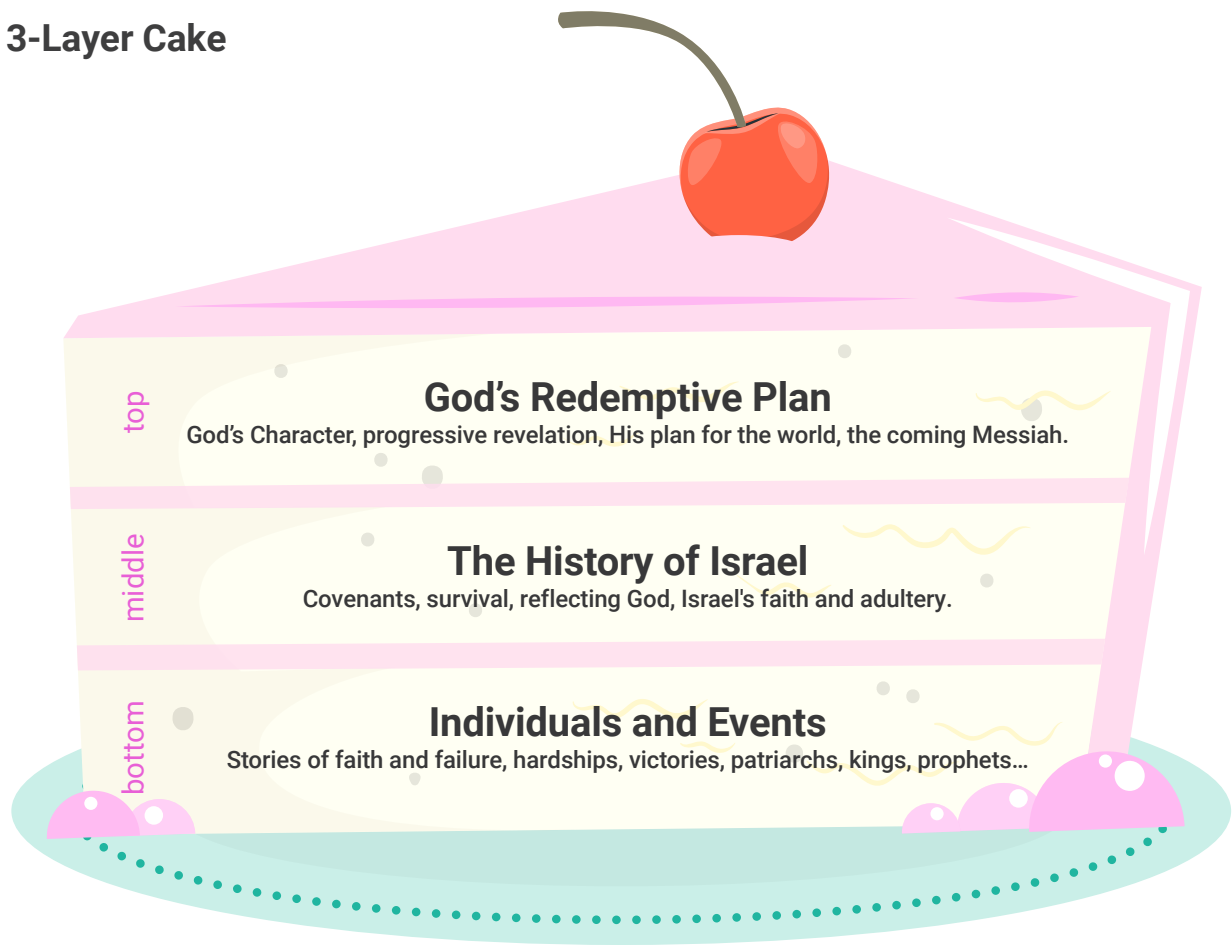 3-Layer Cake
top
God’s Redemptive Plan
God’s Character, progressive revelation, His plan for the world, the coming Messiah.
middle
The History of Israel
Covenants, survival, reflecting God, Israel's faith and adultery.
bottom
Individuals and Events
Stories of faith and failure, hardships, victories, patriarchs, kings, prophets...